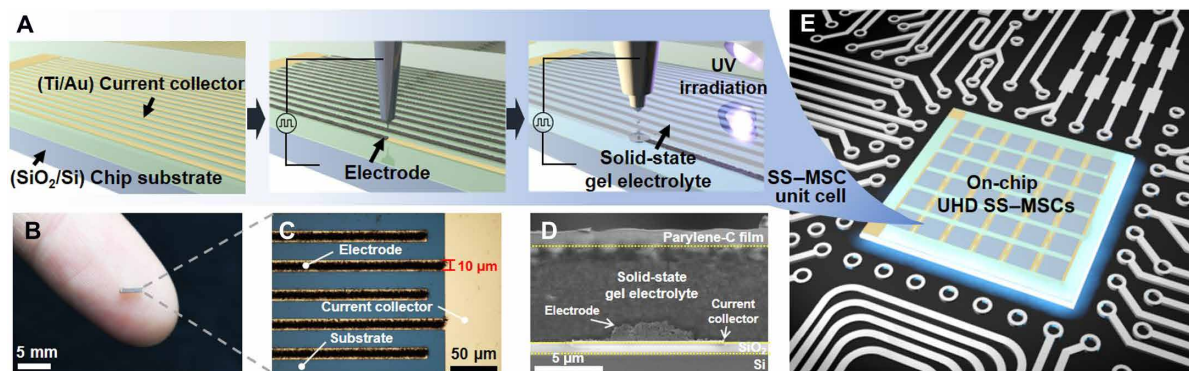 A
(Ti/Au) Current collector
(SiO₂/Si) Chip substrate
Electrode
UV
irradiation
Solid-state
gel electrolyte
SS–MSC
unit cell
B
5 mm
C
Electrode
10 µm
Current collector
Substrate
50 µm
D
Parylene-C film
Solid-state
gel electrolyte
Electrode
Current
collector
SiO₂
Si
5 µm
E
On-chip
UHD SS–MSCs